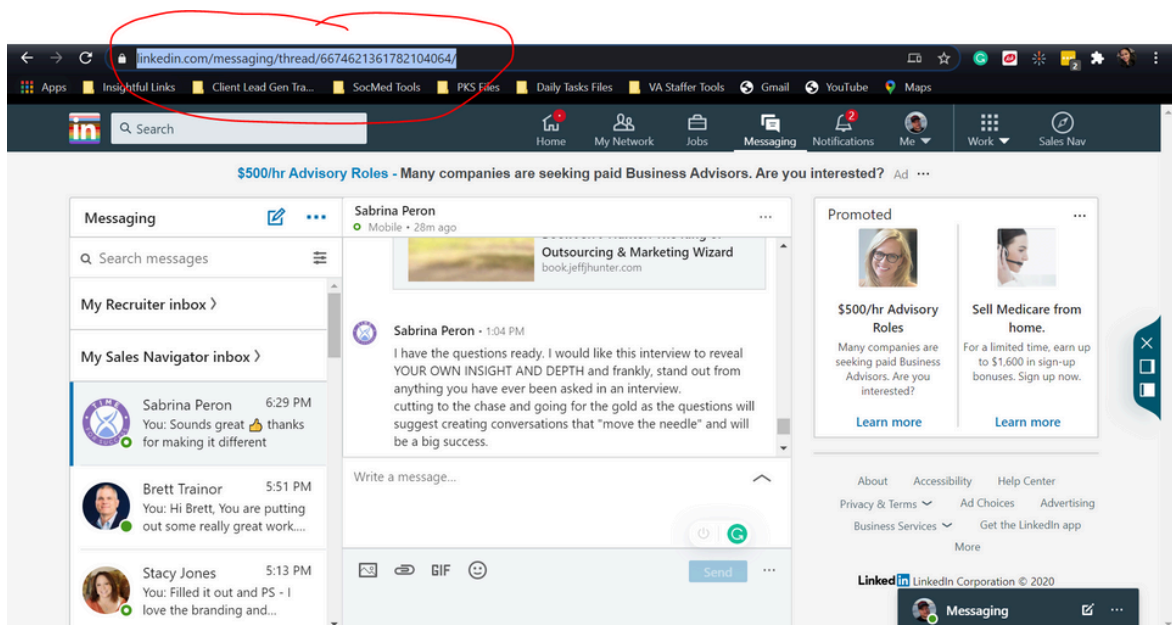 linkedin.com/messaging/thread/6674621361782104064/
Apps
Insightful Links
Client Lead Gen Tra...
SocMed Tools
PKS Files
Daily Tasks Files
VA Staffer Tools
Gmail
YouTube
Maps
2
in
Search
Home
My Network
Jobs
Messaging
2
Notifications
Me
Work
Sales Nav
$500/hr Advisory Roles - Many companies are seeking paid Business Advisors. Are you interested? Ad ...
Messaging
Search messages
My Recruiter inbox
My Sales Navigator inbox
Sabrina Peron 6:29 PM
You: Sounds great 👍 thanks
for making it different
Brett Trainor 5:51 PM
You: Hi Brett, You are putting
out some really great work....
Stacy Jones 5:13 PM
You: Filled it out and PS - I
love the branding and...
Sabrina Peron
Mobile • 28m ago
Outsourcing & Marketing Wizard
book.jeffjhunter.com
Sabrina Peron • 1:04 PM
I have the questions ready. I would like this interview to reveal
YOUR OWN INSIGHT AND DEPTH and frankly, stand out from
anything you have ever been asked in an interview.
cutting to the chase and going for the gold as the questions will
suggest creating conversations that "move the needle" and will
be a big success.
Write a message...
GIF
Send
Promoted
$500/hr Advisory
Roles
Many companies are
seeking paid Business
Advisors. Are you
interested?
Learn more
Sell Medicare from
home.
For a limited time, earn up
to $1,600 in sign-up
bonuses. Sign up now.
Learn more
About Accessibility Help Center
Privacy & Terms Ad Choices Advertising
Business Services Get the LinkedIn app
More
Linked in LinkedIn Corporation © 2020
Messaging